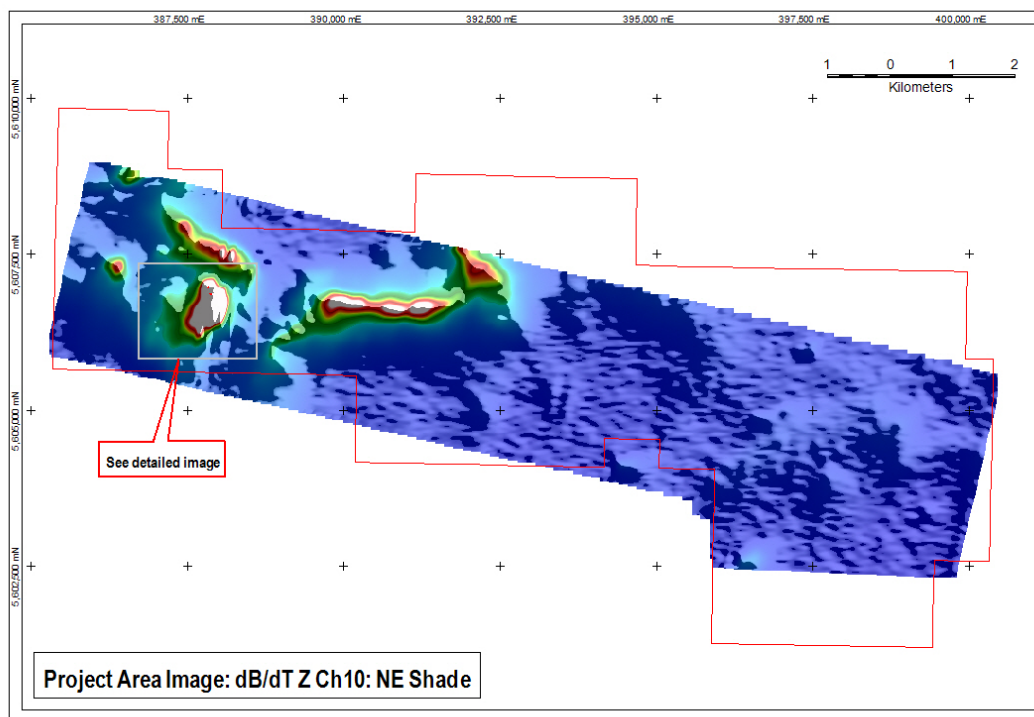 387,500 mE 390,000 mE 392,500 mE 395,000 mE 397,500 mE 400,000 mE
1 0 1 2
Kilometers
5,610,000 mN
5,607,500 mN
5,605,000 mN
5,602,500 mN
See detailed image
Project Area Image: dB/dT Z Ch10: NE Shade